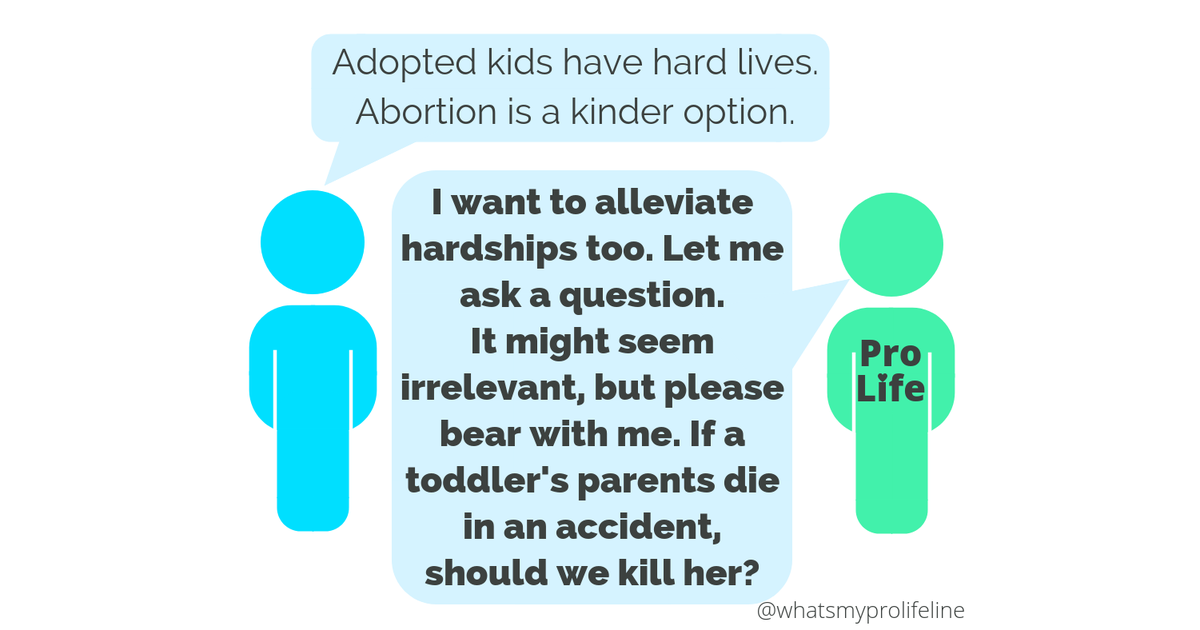 Adopted kids have hard lives.
Abortion is a kinder option.
I want to alleviate
hardships too. Let me
ask a question.
It might seem
irrelevant, but please
bear with me. If a
toddler's parents die
in an accident,
should we kill her?
Pro
Life
@whatsmyprolifeline